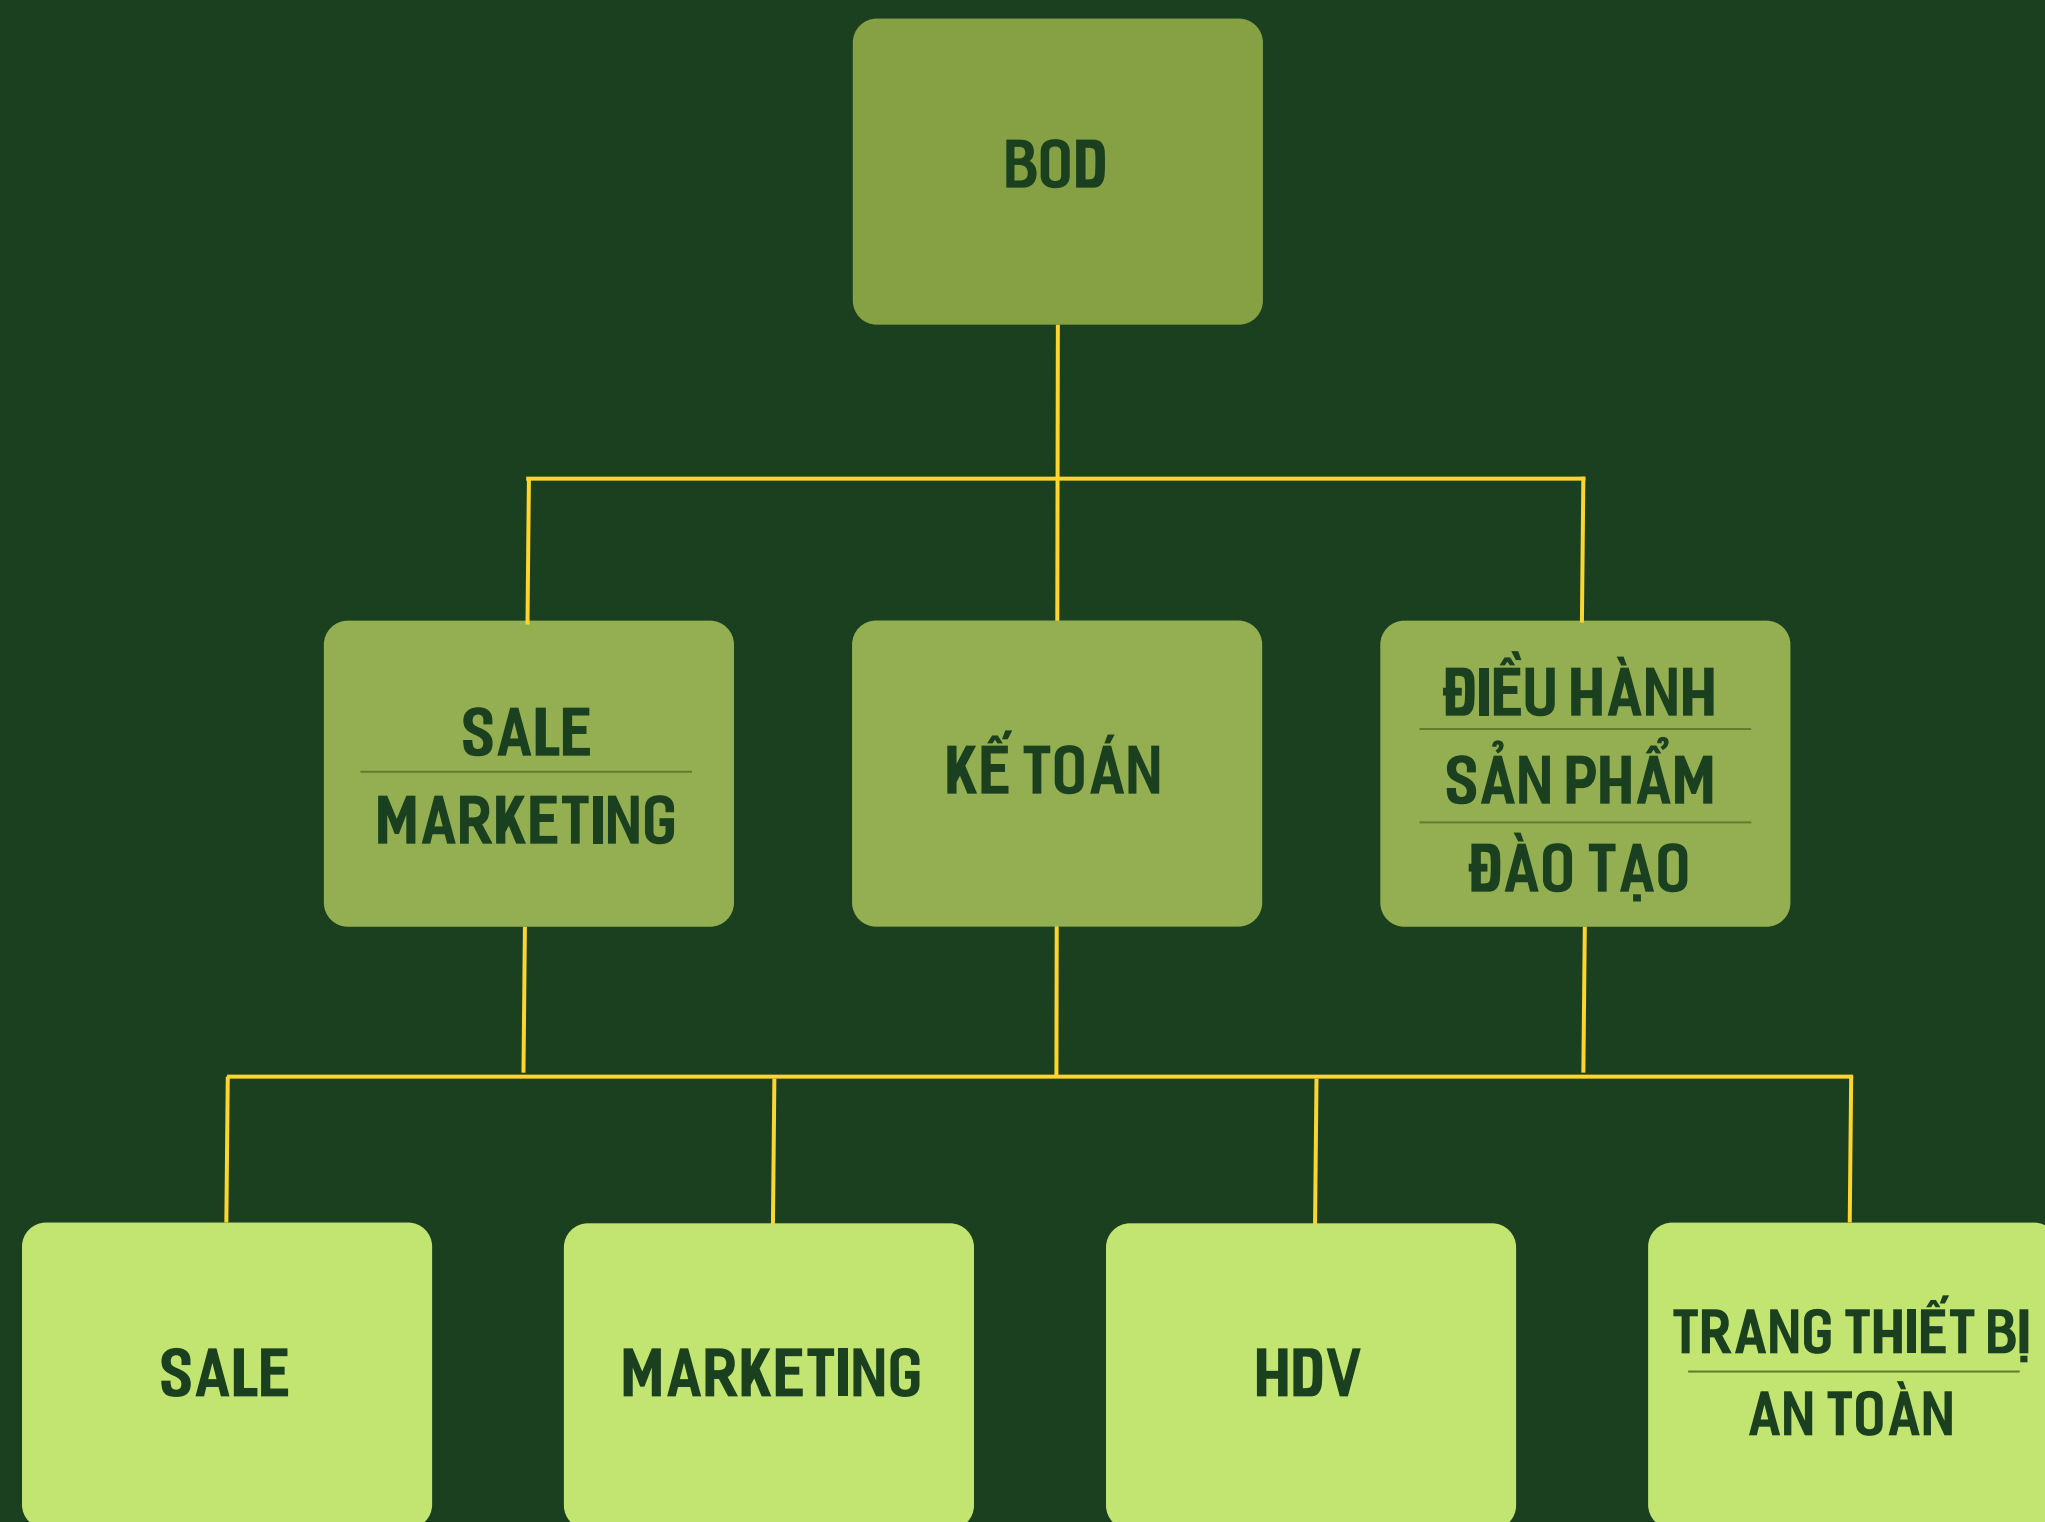 BOD
SALE
MARKETING
KẾ TOÁN
ĐIỀU HÀNH
SẢN PHẨM
ĐÀO TẠO
SALE
MARKETING
HDV
TRANG THIẾT BỊ
AN TOÀN